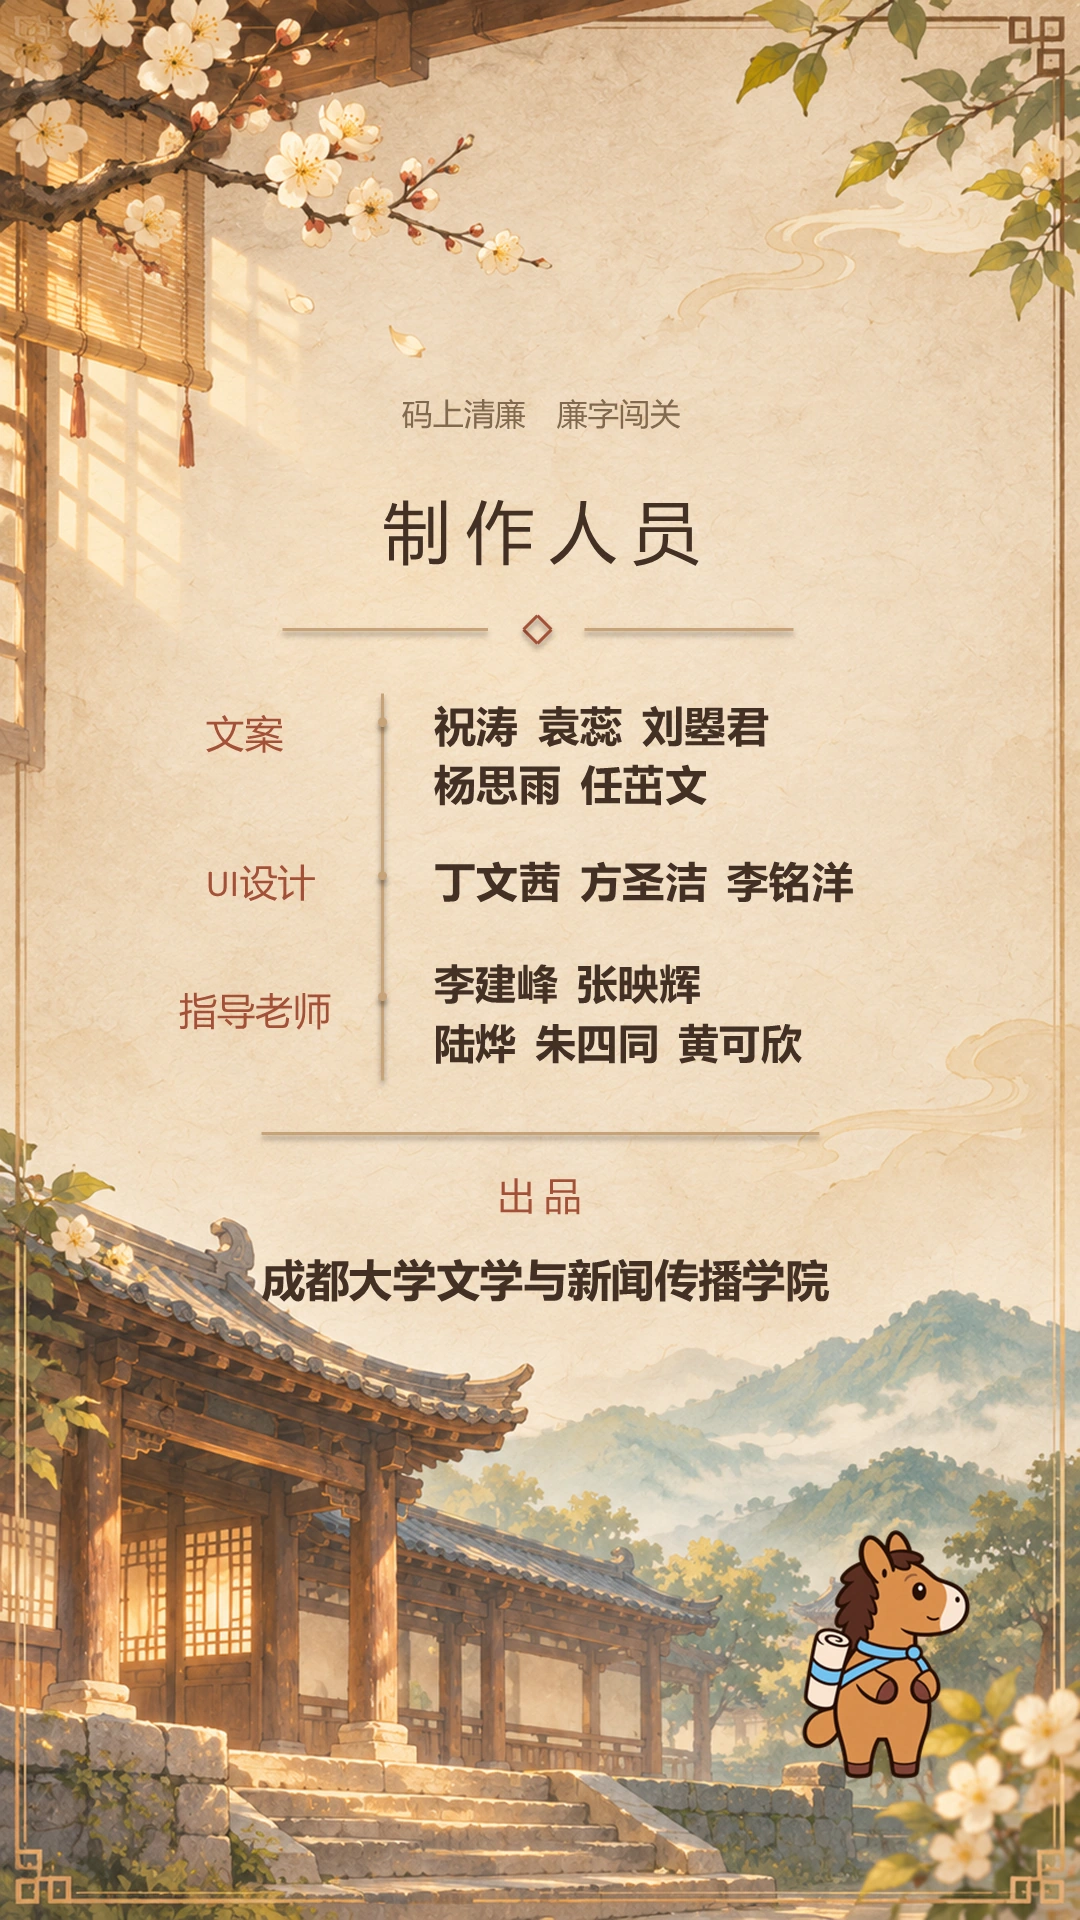 码上清廉 廉字闯关
制作人员
文案
祝涛 袁蕊 刘曌君
杨思雨 任茁文
UI设计
丁文茜 方圣洁 李铭洋
指导老师
李建峰 张映辉
陆烨 朱四同 黄可欣
出品
成都大学文学与新闻传播学院